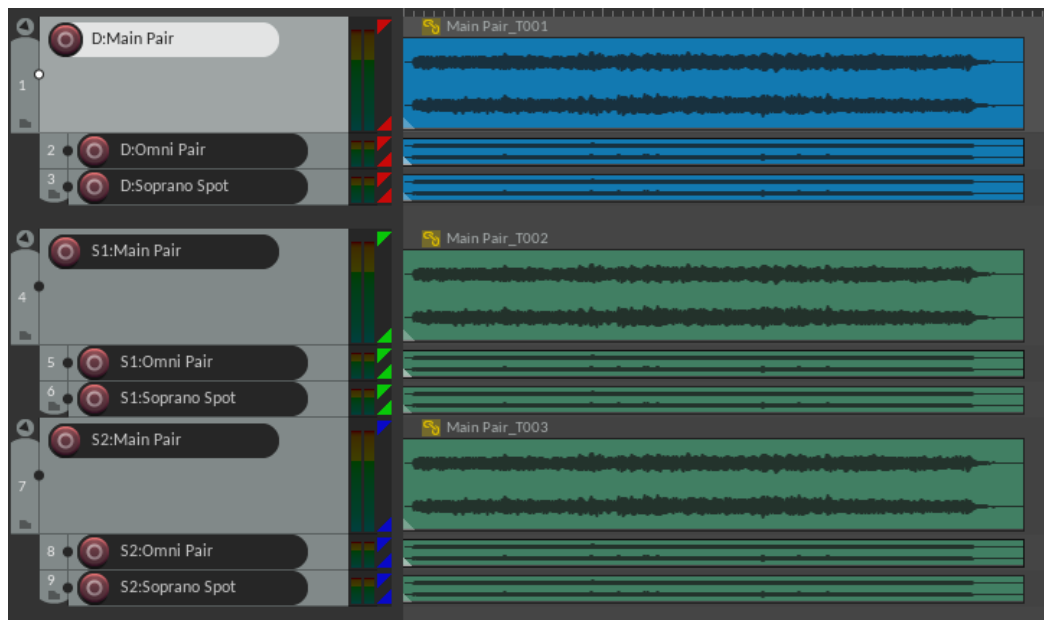 Main Pair_T001
D:Main Pair
1
2 D:Omni Pair
3 D:Soprano Spot
Main Pair_T002
S1:Main Pair
4
5 S1:Omni Pair
6 S1:Soprano Spot
Main Pair_T003
S2:Main Pair
7
8 S2:Omni Pair
9 S2:Soprano Spot